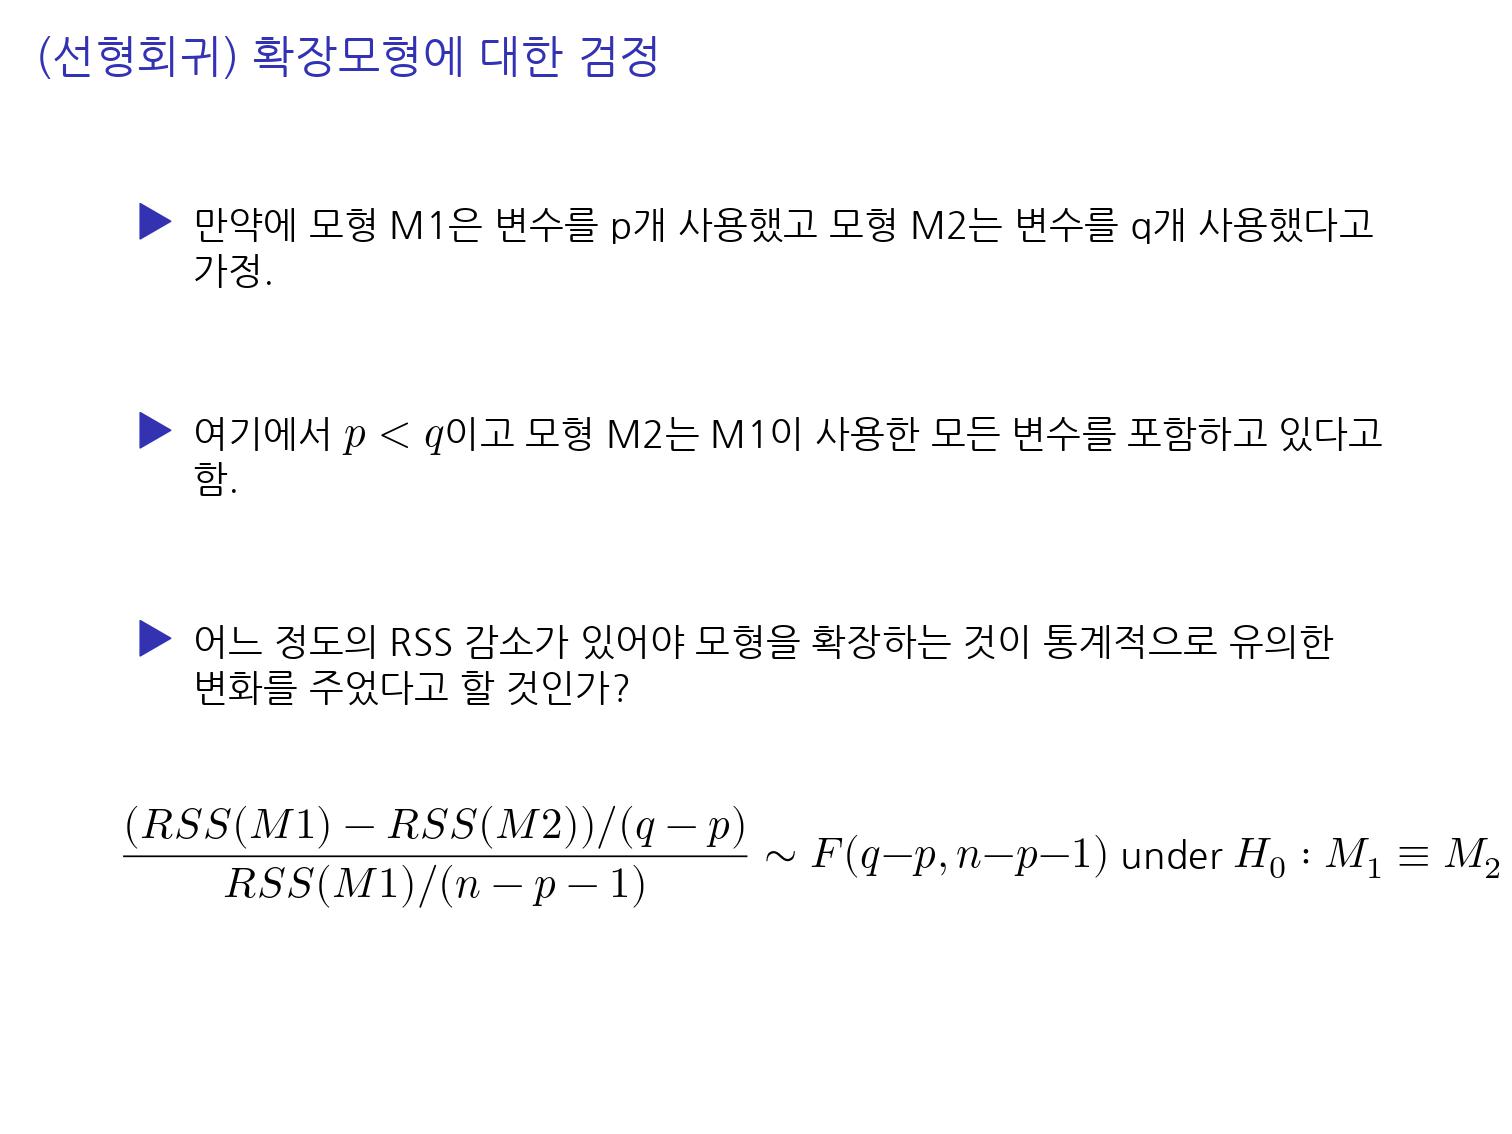 (선형회귀) 확장모형에 대한 검정
▶ 만약에 모형 M1은 변수를 p개 사용했고 모형 M2는 변수를 q개 사용했다고
가정.
▶ 여기에서 p < q이고 모형 M2는 M1이 사용한 모든 변수를 포함하고 있다고
함.
▶ 어느 정도의 RSS 감소가 있어야 모형을 확장하는 것이 통계적으로 유의한
변화를 주었다고 할 것인가?
(RSS(M1) − RSS(M2))/(q − p)
RSS(M1)/(n − p − 1)
∼ F(q−p, n−p−1) under H₀ : M₁ ≡ M₂